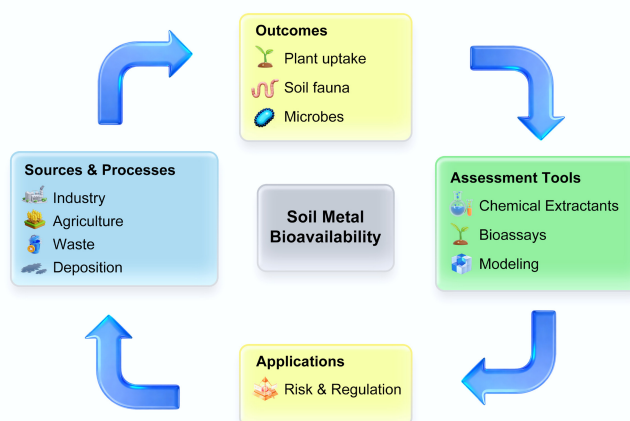 Outcomes
Plant uptake
Soil fauna
Microbes
Sources & Processes
Industry
Agriculture
Waste
Deposition
Soil Metal
Bioavailability
Assessment Tools
Chemical Extractants
Bioassays
Modeling
Applications
Risk & Regulation